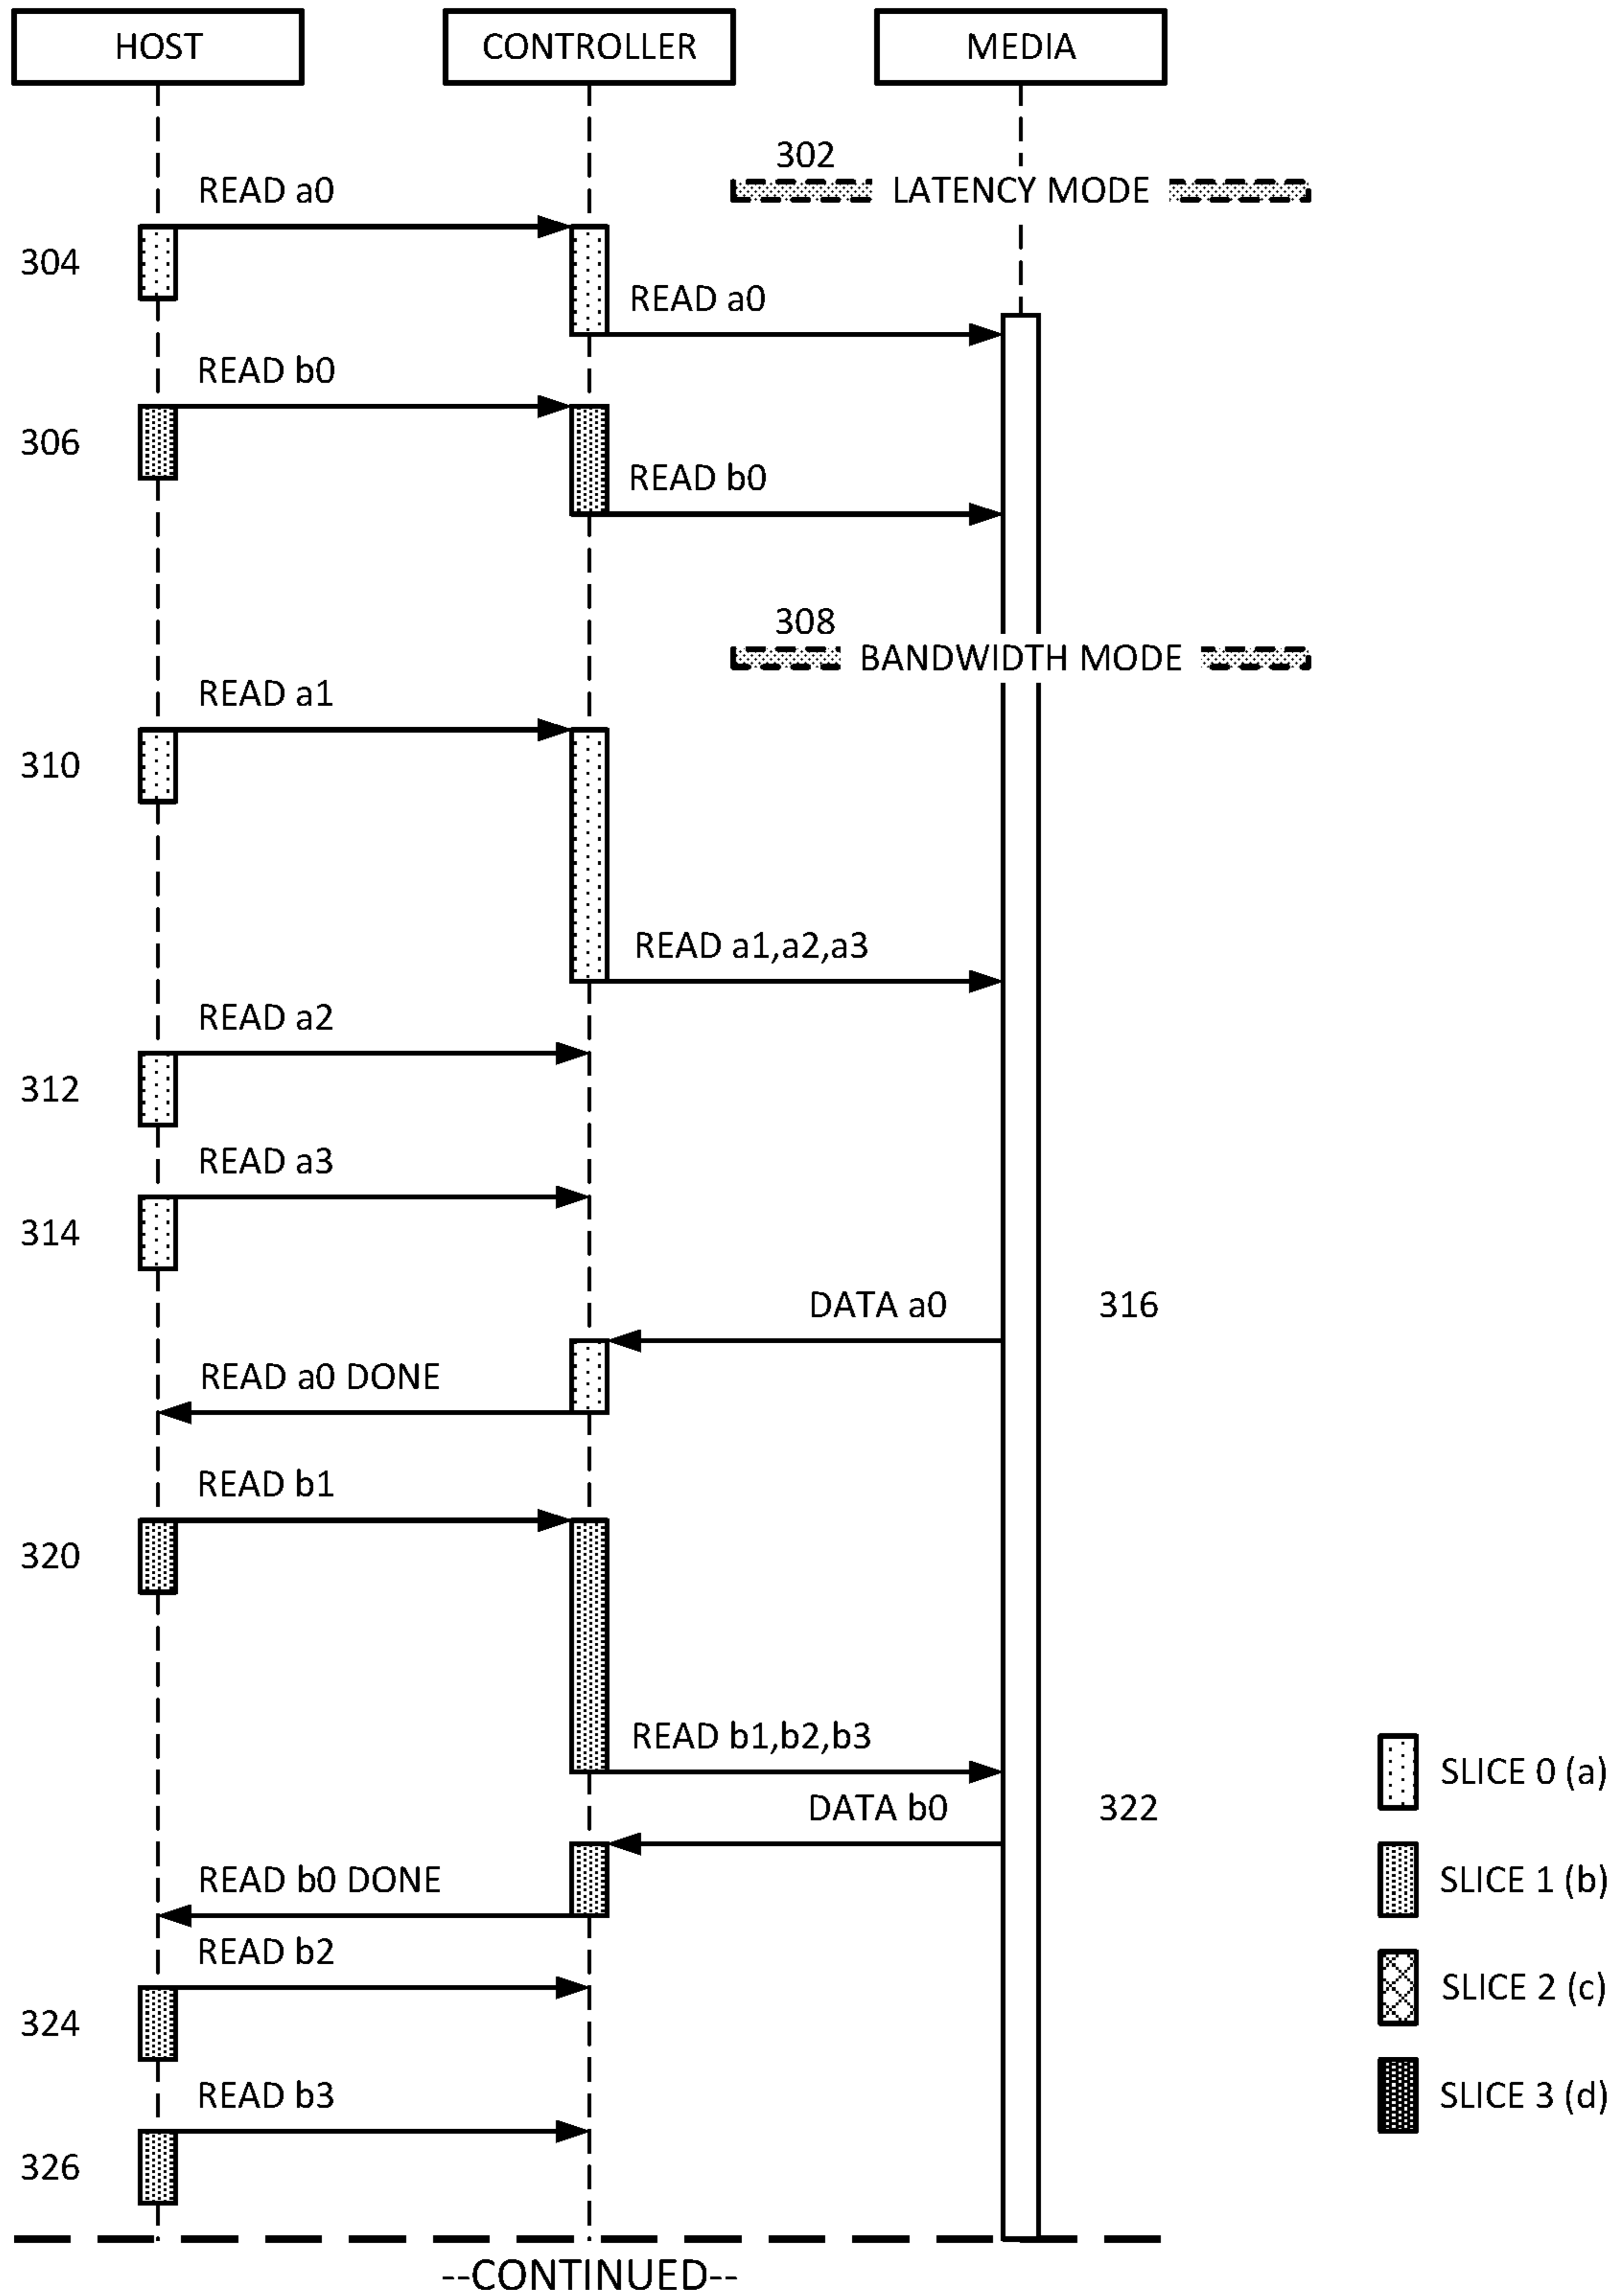 HOST CONTROLLER MEDIA
302
READ a0 LATENCY MODE
304
READ a0
READ b0
306
READ b0
308
BANDWIDTH MODE
READ a1
310
READ a1,a2,a3
READ a2
312
READ a3
314
DATA a0 316
READ a0 DONE
READ b1
320
READ b1,b2,b3
SLICE 0 (a)
DATA b0 322
READ b0 DONE SLICE 1 (b)
READ b2
SLICE 2 (c)
324
READ b3 SLICE 3 (d)
326
--CONTINUED--